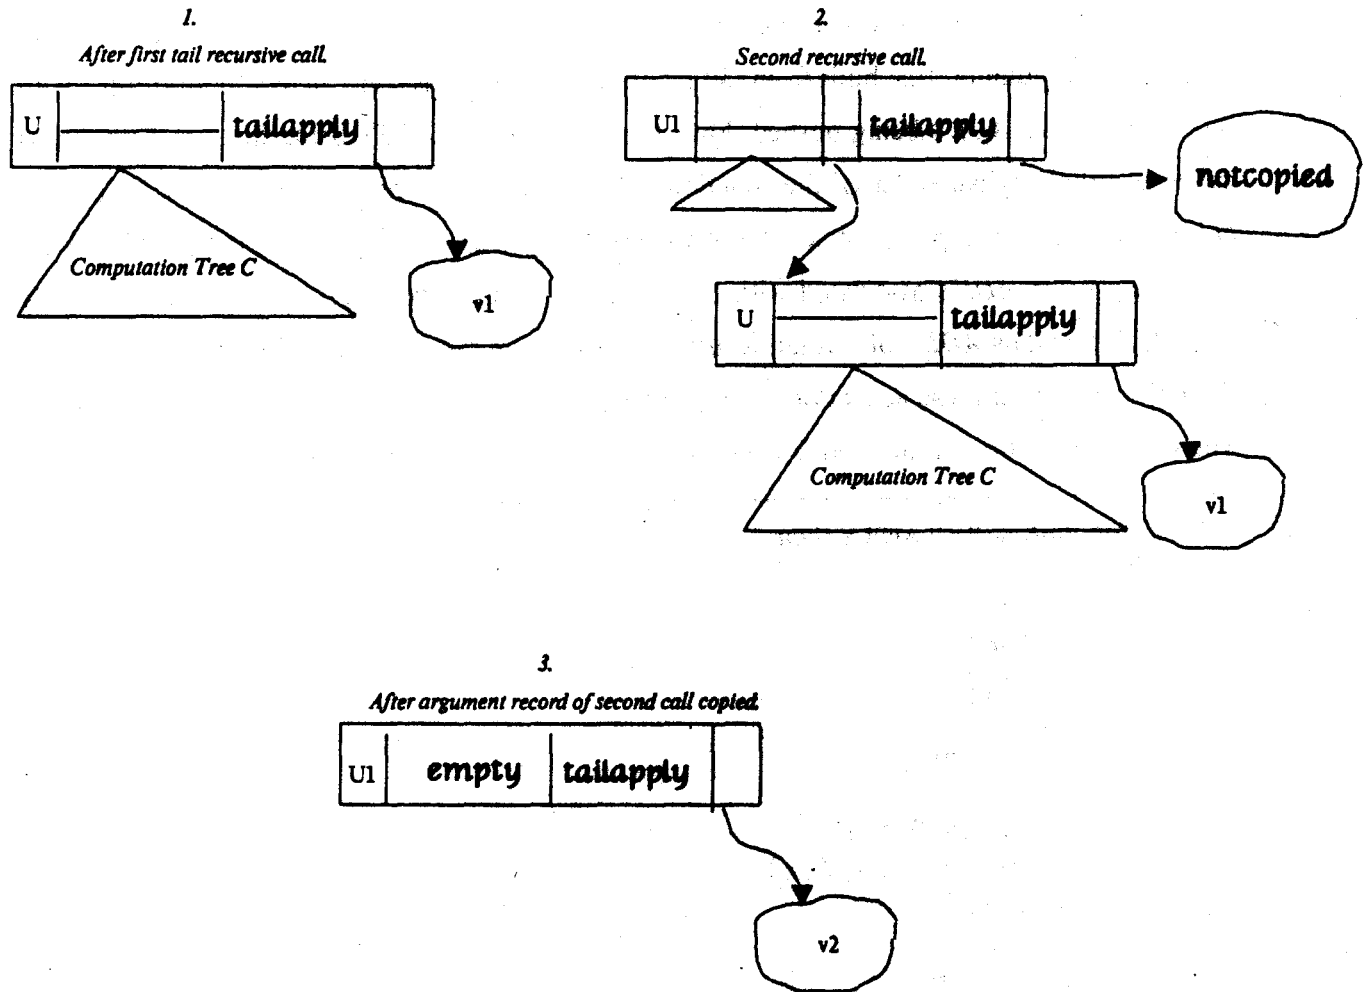 1.
After first tail recursive call.
U tailapply
Computation Tree C
v1
2.
Second recursive call.
U1 tailapply
notcopied
U tailapply
Computation Tree C
v1
3.
After argument record of second call copied.
U1 empty tailapply
v2